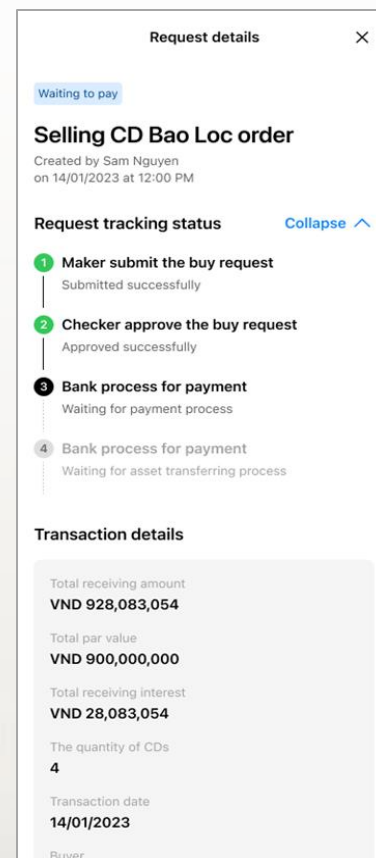 Request details
Waiting to pay
Selling CD Bao Loc order
Created by Sam Nguyen
on 14/01/2023 at 12:00 PM
Request tracking status
Collapse
1 Maker submit the buy request
Submitted successfully
2 Checker approve the buy request
Approved successfully
3 Bank process for payment
Waiting for payment process
4 Bank process for payment
Waiting for asset transferring process
Transaction details
Total receiving amount
VND 928,083,054
Total par value
VND 900,000,000
Total receiving interest
VND 28,083,054
The quantity of CDs
4
Transaction date
14/01/2023
Buyer